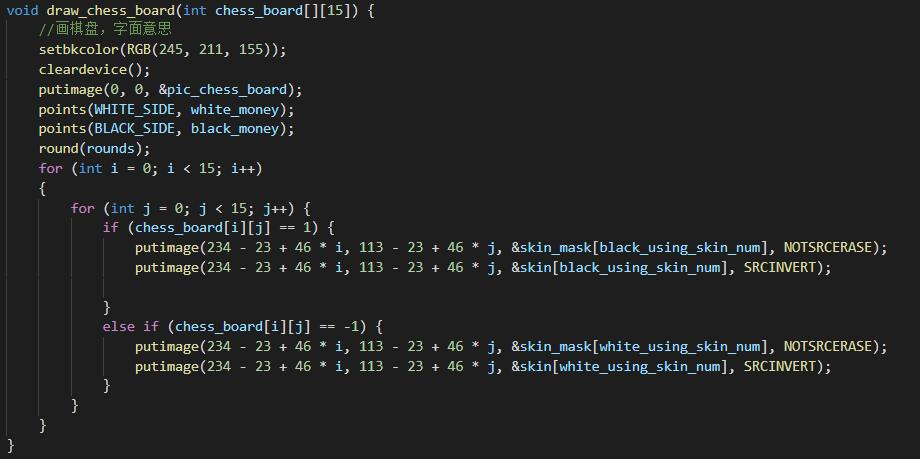 void draw_chess_board(int chess_board[][15]) {
    //画棋盘，字面意思
    setbkcolor(RGB(245, 211, 155));
    cleardevice();
    putimage(0, 0, &pic_chess_board);
    points(WHITE_SIDE, white_money);
    points(BLACK_SIDE, black_money);
    round(rounds);
    for (int i = 0; i < 15; i++)
    {
        for (int j = 0; j < 15; j++) {
            if (chess_board[i][j] == 1) {
                putimage(234 - 23 + 46 * i, 113 - 23 + 46 * j, &skin_mask[black_using_skin_num], NOTSRCERASE);
                putimage(234 - 23 + 46 * i, 113 - 23 + 46 * j, &skin[black_using_skin_num], SRCINVERT);

            }
            else if (chess_board[i][j] == -1) {
                putimage(234 - 23 + 46 * i, 113 - 23 + 46 * j, &skin_mask[white_using_skin_num], NOTSRCERASE);
                putimage(234 - 23 + 46 * i, 113 - 23 + 46 * j, &skin[white_using_skin_num], SRCINVERT);
            }
        }
    }
}